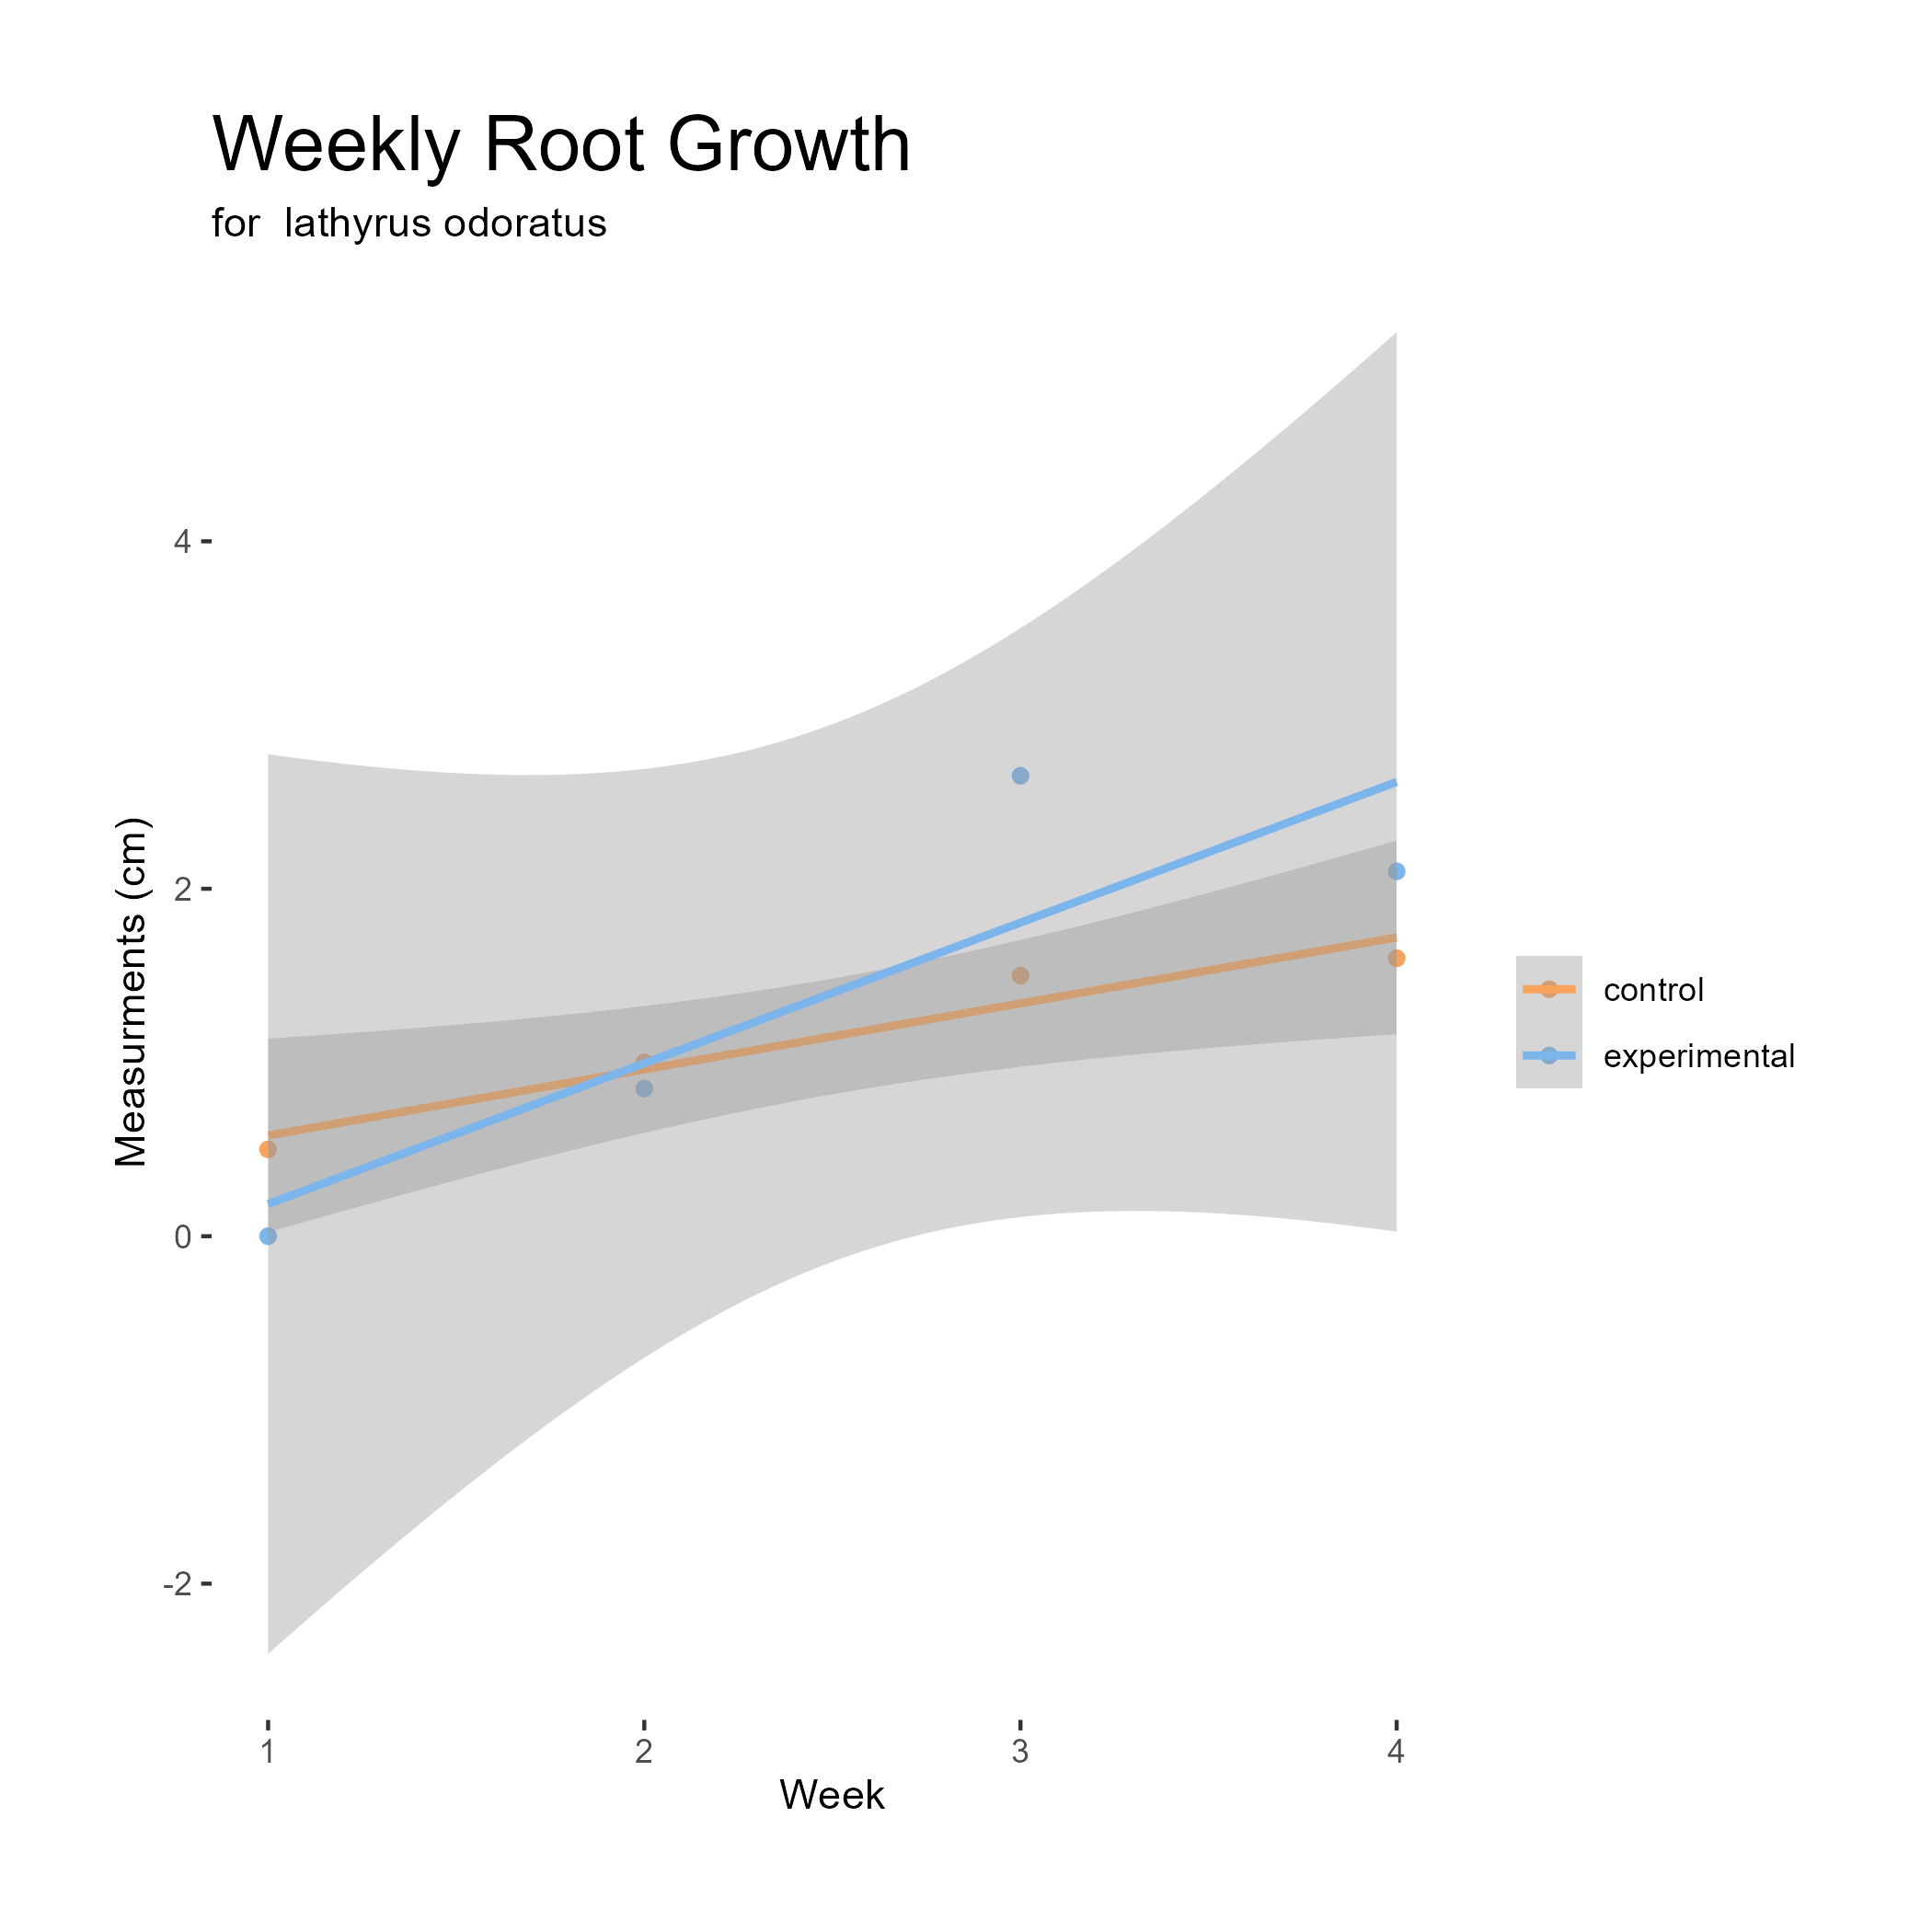 Weekly Root Growth
for  lathyrus odoratus
Measurments (cm)
4
2
0
-2
control
experimental
1 2 3 4
Week